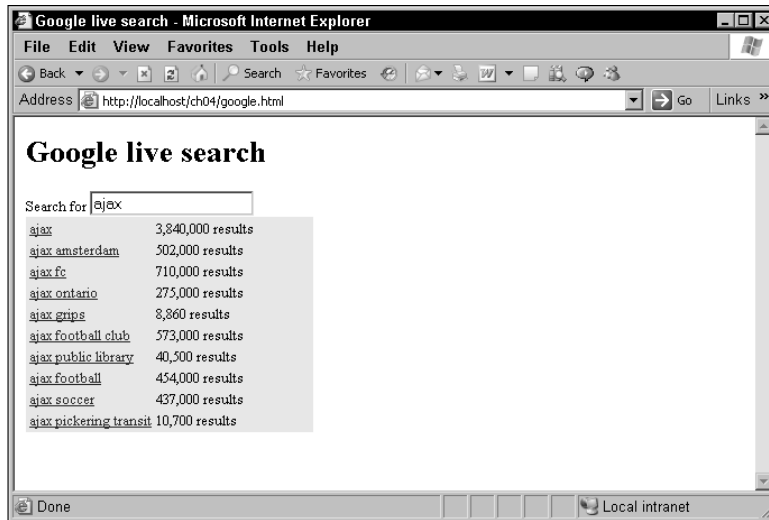 Google live search - Microsoft Internet Explorer
File Edit View Favorites Tools Help
Back Search Favorites
Address http://localhost/ch04/google.html Go Links »
Google live search
Search for ajax
ajax 3,840,000 results
ajax amsterdam 502,000 results
ajax fc 710,000 results
ajax ontario 275,000 results
ajax grips 8,860 results
ajax football club 573,000 results
ajax public library 40,500 results
ajax football 454,000 results
ajax soccer 437,000 results
ajax pickering transit 10,700 results
Done Local intranet